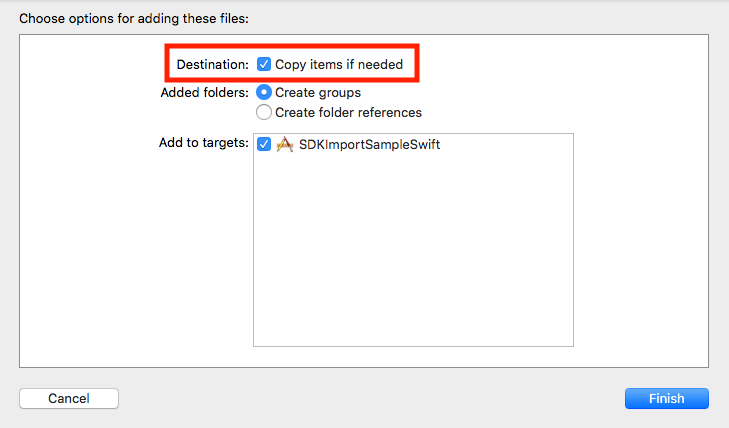 Choose options for adding these files:
Destination: Copy items if needed
Added folders: Create groups
Create folder references
Add to targets: SDKImportSampleSwift
Cancel Finish